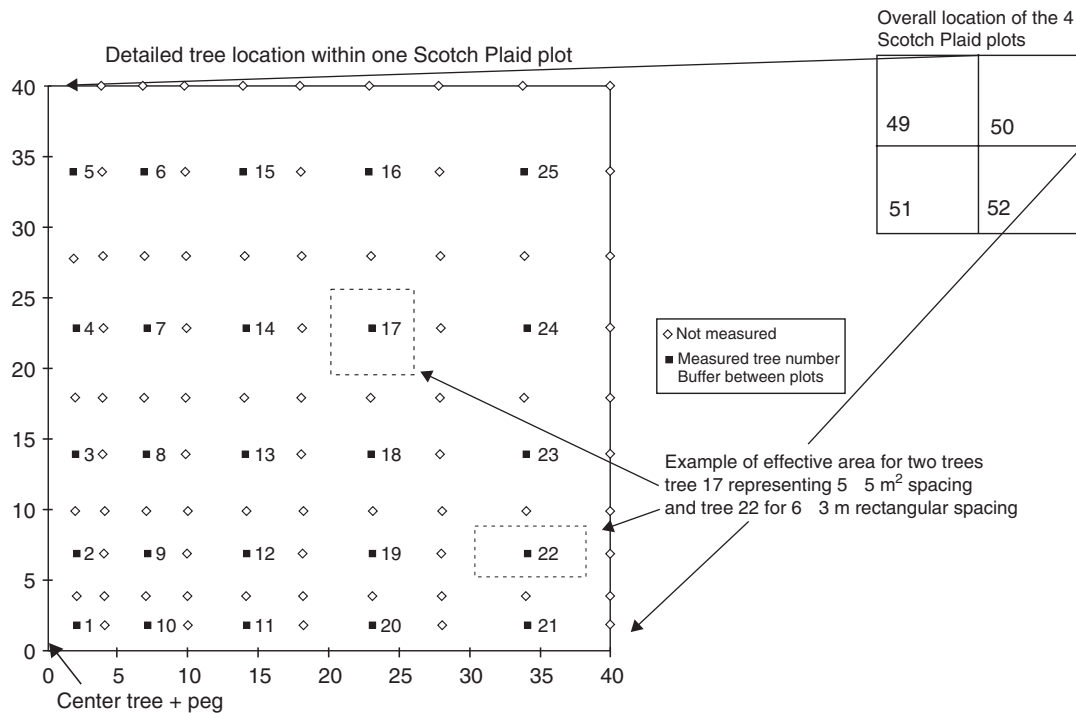 Overall location of the 4
Scotch Plaid plots
Detailed tree location within one Scotch Plaid plot
49 50
51 52
40
35
30
25
20
15
10
5
0
5 6 15 16 25
4 7 14 17 24
3 8 13 18 23
2 9 12 19 22
1 10 11 20 21
0 5 10 15 20 25 30 35 40
Center tree + peg
Not measured
Measured tree number
Buffer between plots
Example of effective area for two trees
tree 17 representing 5 5 m² spacing
and tree 22 for 6 3 m rectangular spacing